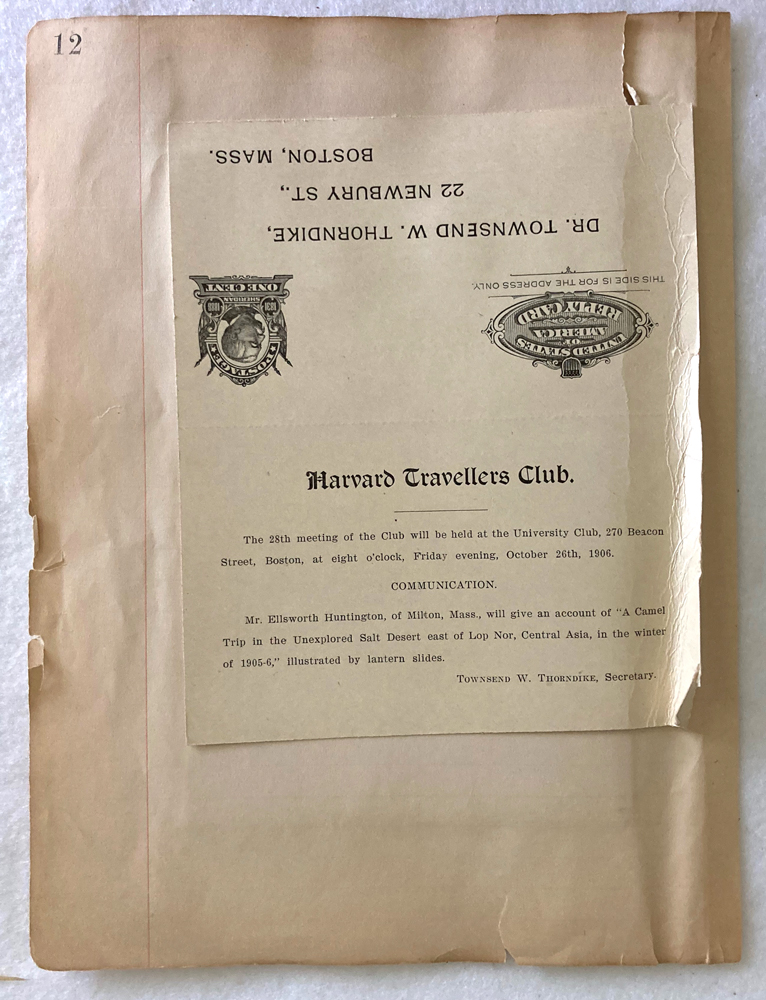 12
BOSTON, MASS.
22 NEWBURY ST.,
DR. TOWNSEND W. THORNDIKE,
THIS SIDE IS FOR THE ADDRESS ONLY.
ONE CENT
SHERIDAN
1831 1888
POSTAGE
REPLY CARD
AMERICA
OF
UNITED STATES
Harvard Travellers Club.
The 28th meeting of the Club will be held at the University Club, 270 Beacon
Street, Boston, at eight o'clock, Friday evening, October 26th, 1906.
COMMUNICATION.
Mr. Ellsworth Huntington, of Milton, Mass., will give an account of "A Camel
Trip in the Unexplored Salt Desert east of Lop Nor, Central Asia, in the winter
of 1905-6," illustrated by lantern slides.
TOWNSEND W. THORNDIKE, Secretary.